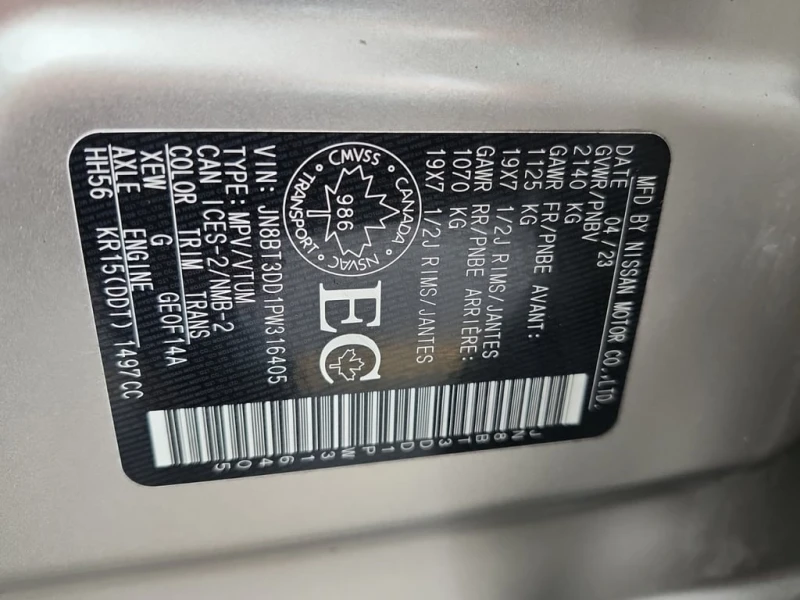 MFD BY NISSAN MOTOR CO.,LTD.
DATE 04/23
GVWR/PNBV
2140 KG
GAWR FR/PNBE AVANT:
1125 KG
19X7 1/2J RIMS/JANTES
GAWR RR/PNBE ARRIÈRE:
1070 KG
19X7 1/2J RIMS/JANTES
CMVSS · CANADA · NSVAC · TRANSPORT ·
986
EC
VIN: JN8BT3DD1PW316405
TYPE: MPV/VTUM
CAN ICES-2/NMB-2
COLOR TRIM TRANS
XEW G GE0F14A
AXLE ENGINE
HH56 KR15(DDT) 1497CC
JN8BT3DD1PW316405